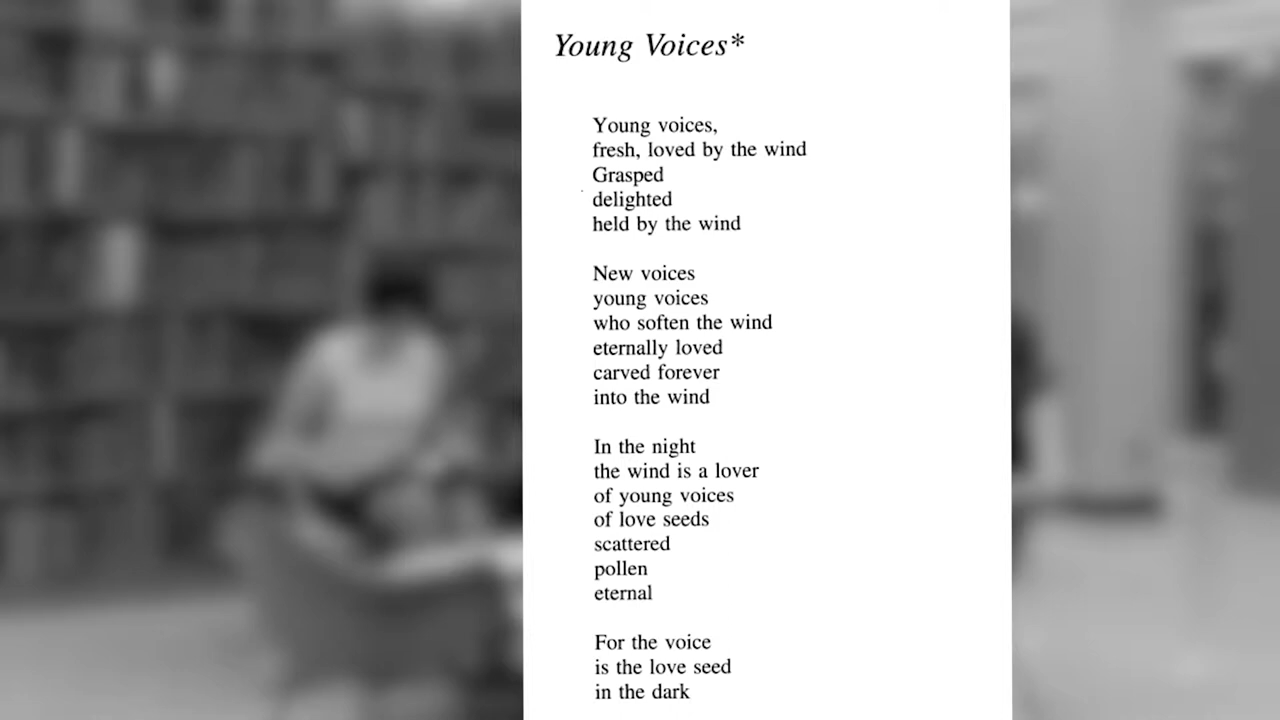 Young Voices*
Young voices,
fresh, loved by the wind
Grasped
delighted
held by the wind
New voices
young voices
who soften the wind
eternally loved
carved forever
into the wind
In the night
the wind is a lover
of young voices
of love seeds
scattered
pollen
eternal
For the voice
is the love seed
in the dark